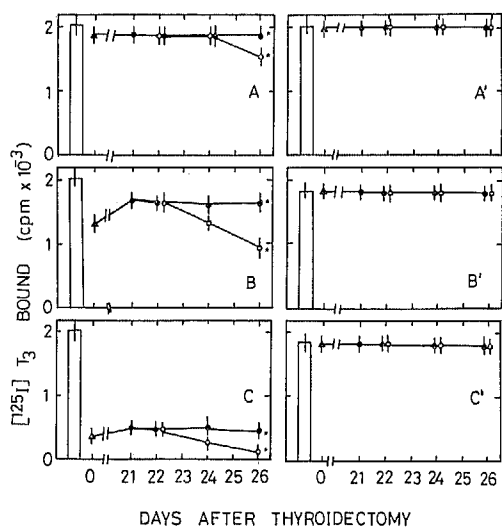 [125I] T3 BOUND (cpm x 10-3)
2
1
0
A
A'
2
1
0
B
B'
2
1
0
C
C'
0 21 22 23 24 25 26
0 21 22 23 24 25 26
DAYS AFTER THYROIDECTOMY